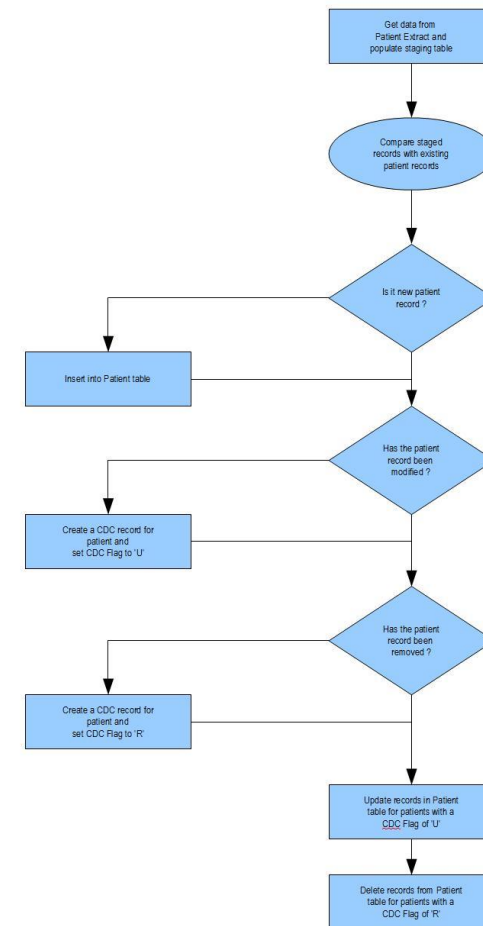 Get data from
Patient Extract and
populate staging table
Compare staged
records with existing
patient records
Is it new patient
record ?
Insert into Patient table
Has the patient
record been
modified ?
Create a CDC record for
patient and
set CDC Flag to 'U'
Has the patient
record been
removed ?
Create a CDC record for
patient and
set CDC Flag to 'R'
Update records in Patient
table for patients with a
CDC Flag of 'U'
Delete records from Patient
table for patients with a
CDC Flag of 'R'